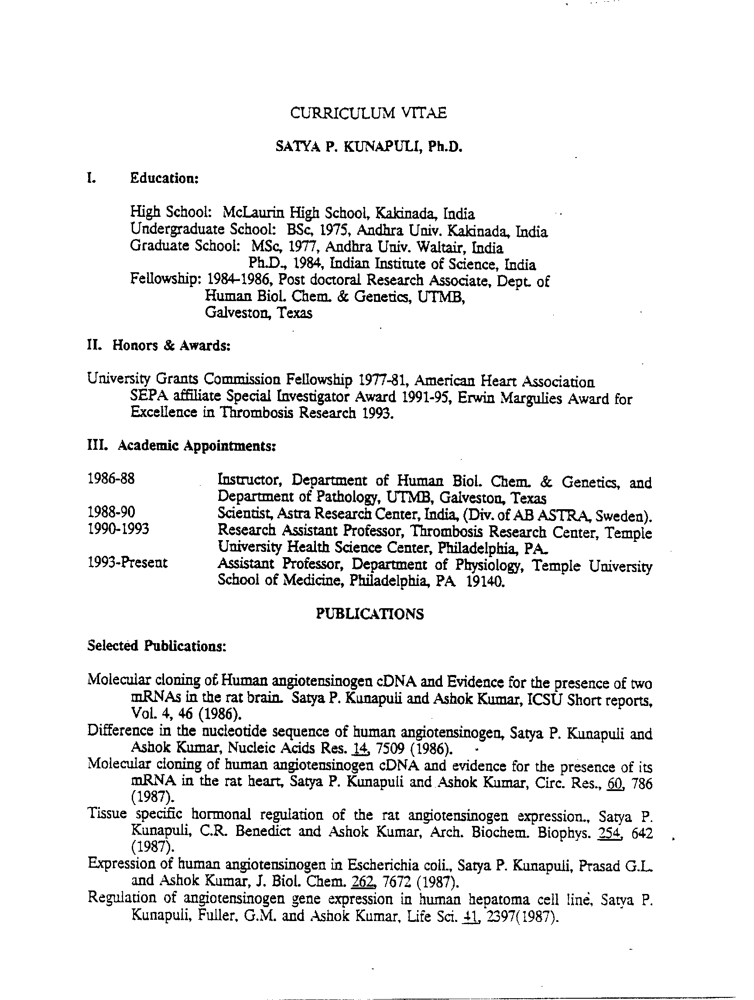 CURRICULUM VITAE
SATYA P. KUNAPULI, Ph.D.
I. Education:
High School: McLaurin High School, Kakinada, India
Undergraduate School: BSc, 1975, Andhra Univ. Kakinada, India
Graduate School: MSc, 1977, Andhra Univ. Waltair, India
Ph.D., 1984, Indian Institute of Science, India
Fellowship: 1984-1986, Post doctoral Research Associate, Dept. of
Human Biol. Chem. & Genetics, UTMB,
Galveston, Texas
II. Honors & Awards:
University Grants Commission Fellowship 1977-81, American Heart Association
SEPA affiliate Special Investigator Award 1991-95, Erwin Margulies Award for
Excellence in Thrombosis Research 1993.
III. Academic Appointments:
1986-88 Instructor, Department of Human Biol. Chem. & Genetics, and
Department of Pathology, UTMB, Galveston, Texas
1988-90 Scientist, Astra Research Center, India, (Div. of AB ASTRA, Sweden).
1990-1993 Research Assistant Professor, Thrombosis Research Center, Temple
University Health Science Center, Philadelphia, PA.
1993-Present Assistant Professor, Department of Physiology, Temple University
School of Medicine, Philadelphia, PA 19140.
PUBLICATIONS
Selected Publications:
Molecular cloning of Human angiotensinogen cDNA and Evidence for the presence of two
mRNAs in the rat brain. Satya P. Kunapuli and Ashok Kumar, ICSU Short reports,
Vol. 4, 46 (1986).
Difference in the nucleotide sequence of human angiotensinogen, Satya P. Kunapuli and
Ashok Kumar, Nucleic Acids Res. 14, 7509 (1986).
Molecular cloning of human angiotensinogen cDNA and evidence for the presence of its
mRNA in the rat heart, Satya P. Kunapuli and Ashok Kumar, Circ. Res., 60, 786
(1987).
Tissue specific hormonal regulation of the rat angiotensinogen expression., Satya P.
Kunapuli, C.R. Benedict and Ashok Kumar, Arch. Biochem. Biophys. 254, 642
(1987).
Expression of human angiotensinogen in Escherichia coli., Satya P. Kunapuli, Prasad G.L.
and Ashok Kumar, J. Biol. Chem. 262, 7672 (1987).
Regulation of angiotensinogen gene expression in human hepatoma cell line, Satya P.
Kunapuli, Fuller, G.M. and Ashok Kumar, Life Sci. 41, 2397(1987).